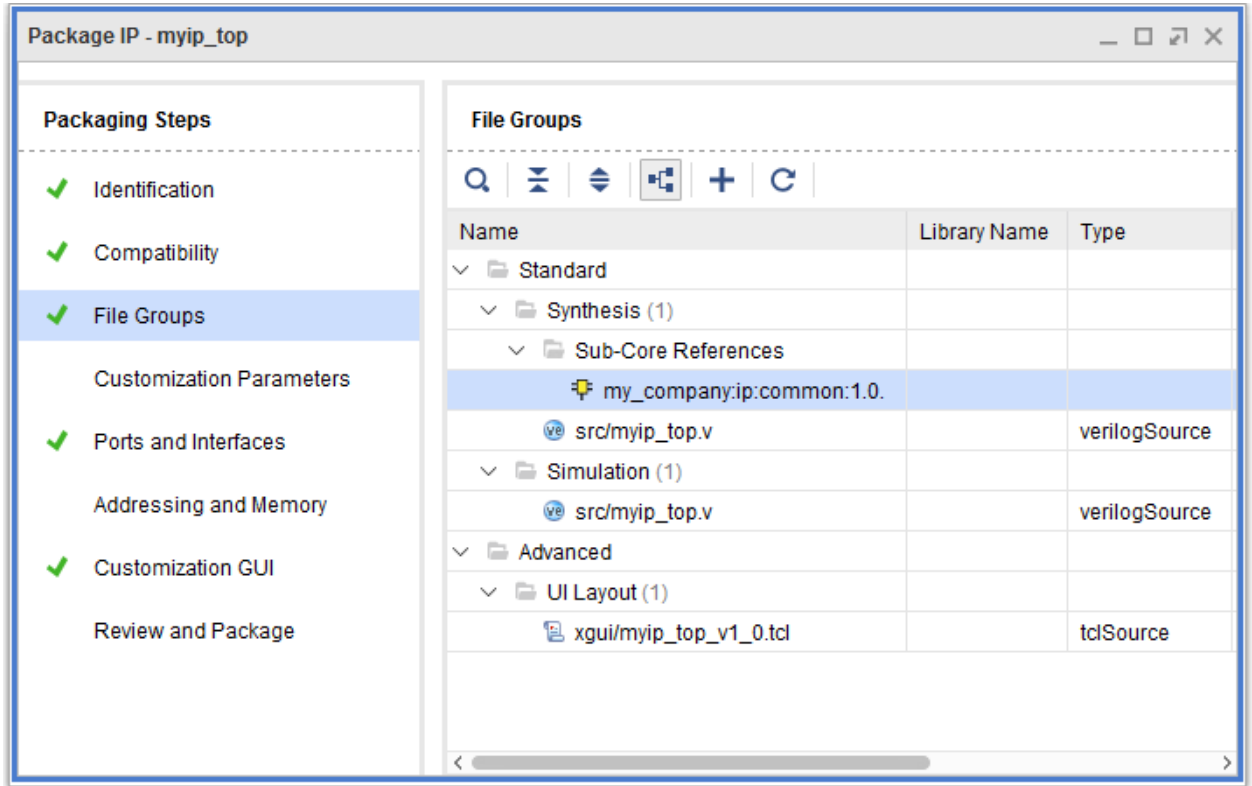 Package IP - myip_top
Packaging Steps
Identification
Compatibility
File Groups
Customization Parameters
Ports and Interfaces
Addressing and Memory
Customization GUI
Review and Package
File Groups
Name Library Name Type
Standard
Synthesis (1)
Sub-Core References
my_company:ip:common:1.0.
src/myip_top.v verilogSource
Simulation (1)
src/myip_top.v verilogSource
Advanced
UI Layout (1)
xgui/myip_top_v1_0.tcl tclSource